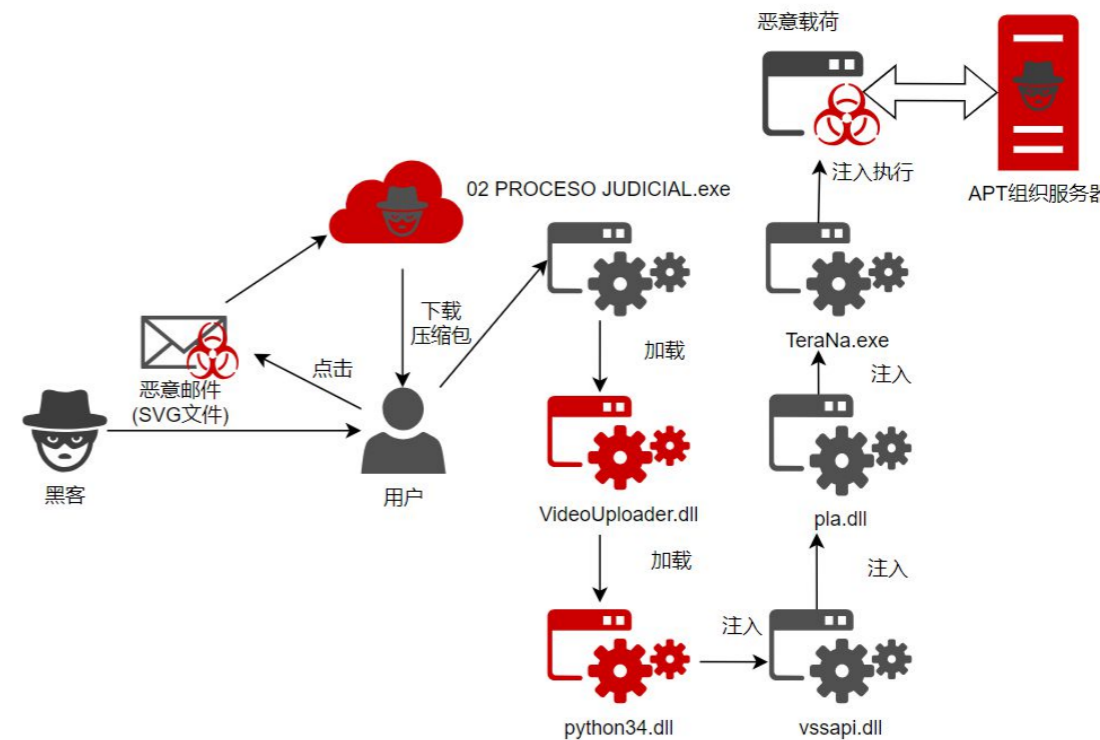 恶意载荷
APT组织服务器
注入执行
02 PROCESO JUDICIAL.exe
下载
压缩包
加载
TeraNa.exe
注入
点击
恶意邮件
(SVG文件)
黑客
用户
VideoUploader.dll
pla.dll
加载
注入
注入
python34.dll
vssapi.dll